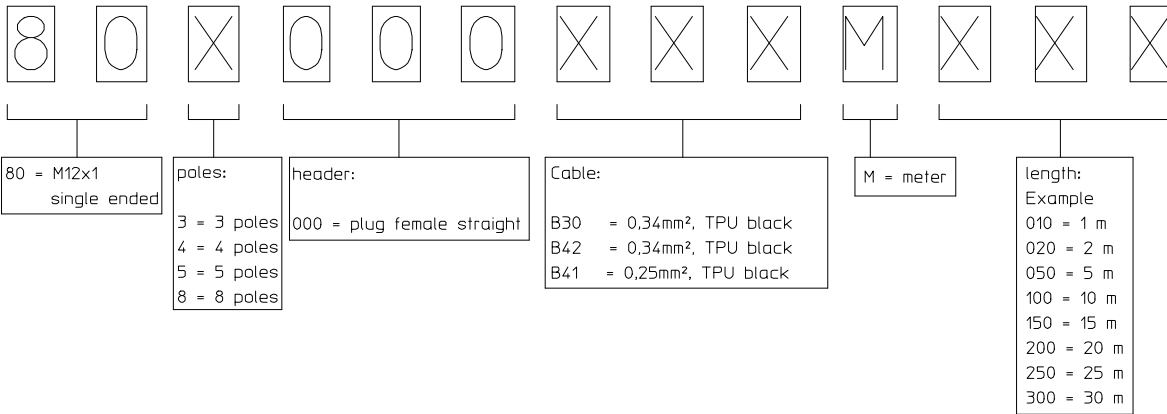 8 0 X 0 0 0 X X X M X X X
80 = M12x1
single ended
poles:
3 = 3 poles
4 = 4 poles
5 = 5 poles
8 = 8 poles
header:
000 = plug female straight
Cable:
B30 = 0,34mm², TPU black
B42 = 0,34mm², TPU black
B41 = 0,25mm², TPU black
M = meter
length:
Example
010 = 1 m
020 = 2 m
050 = 5 m
100 = 10 m
150 = 15 m
200 = 20 m
250 = 25 m
300 = 30 m